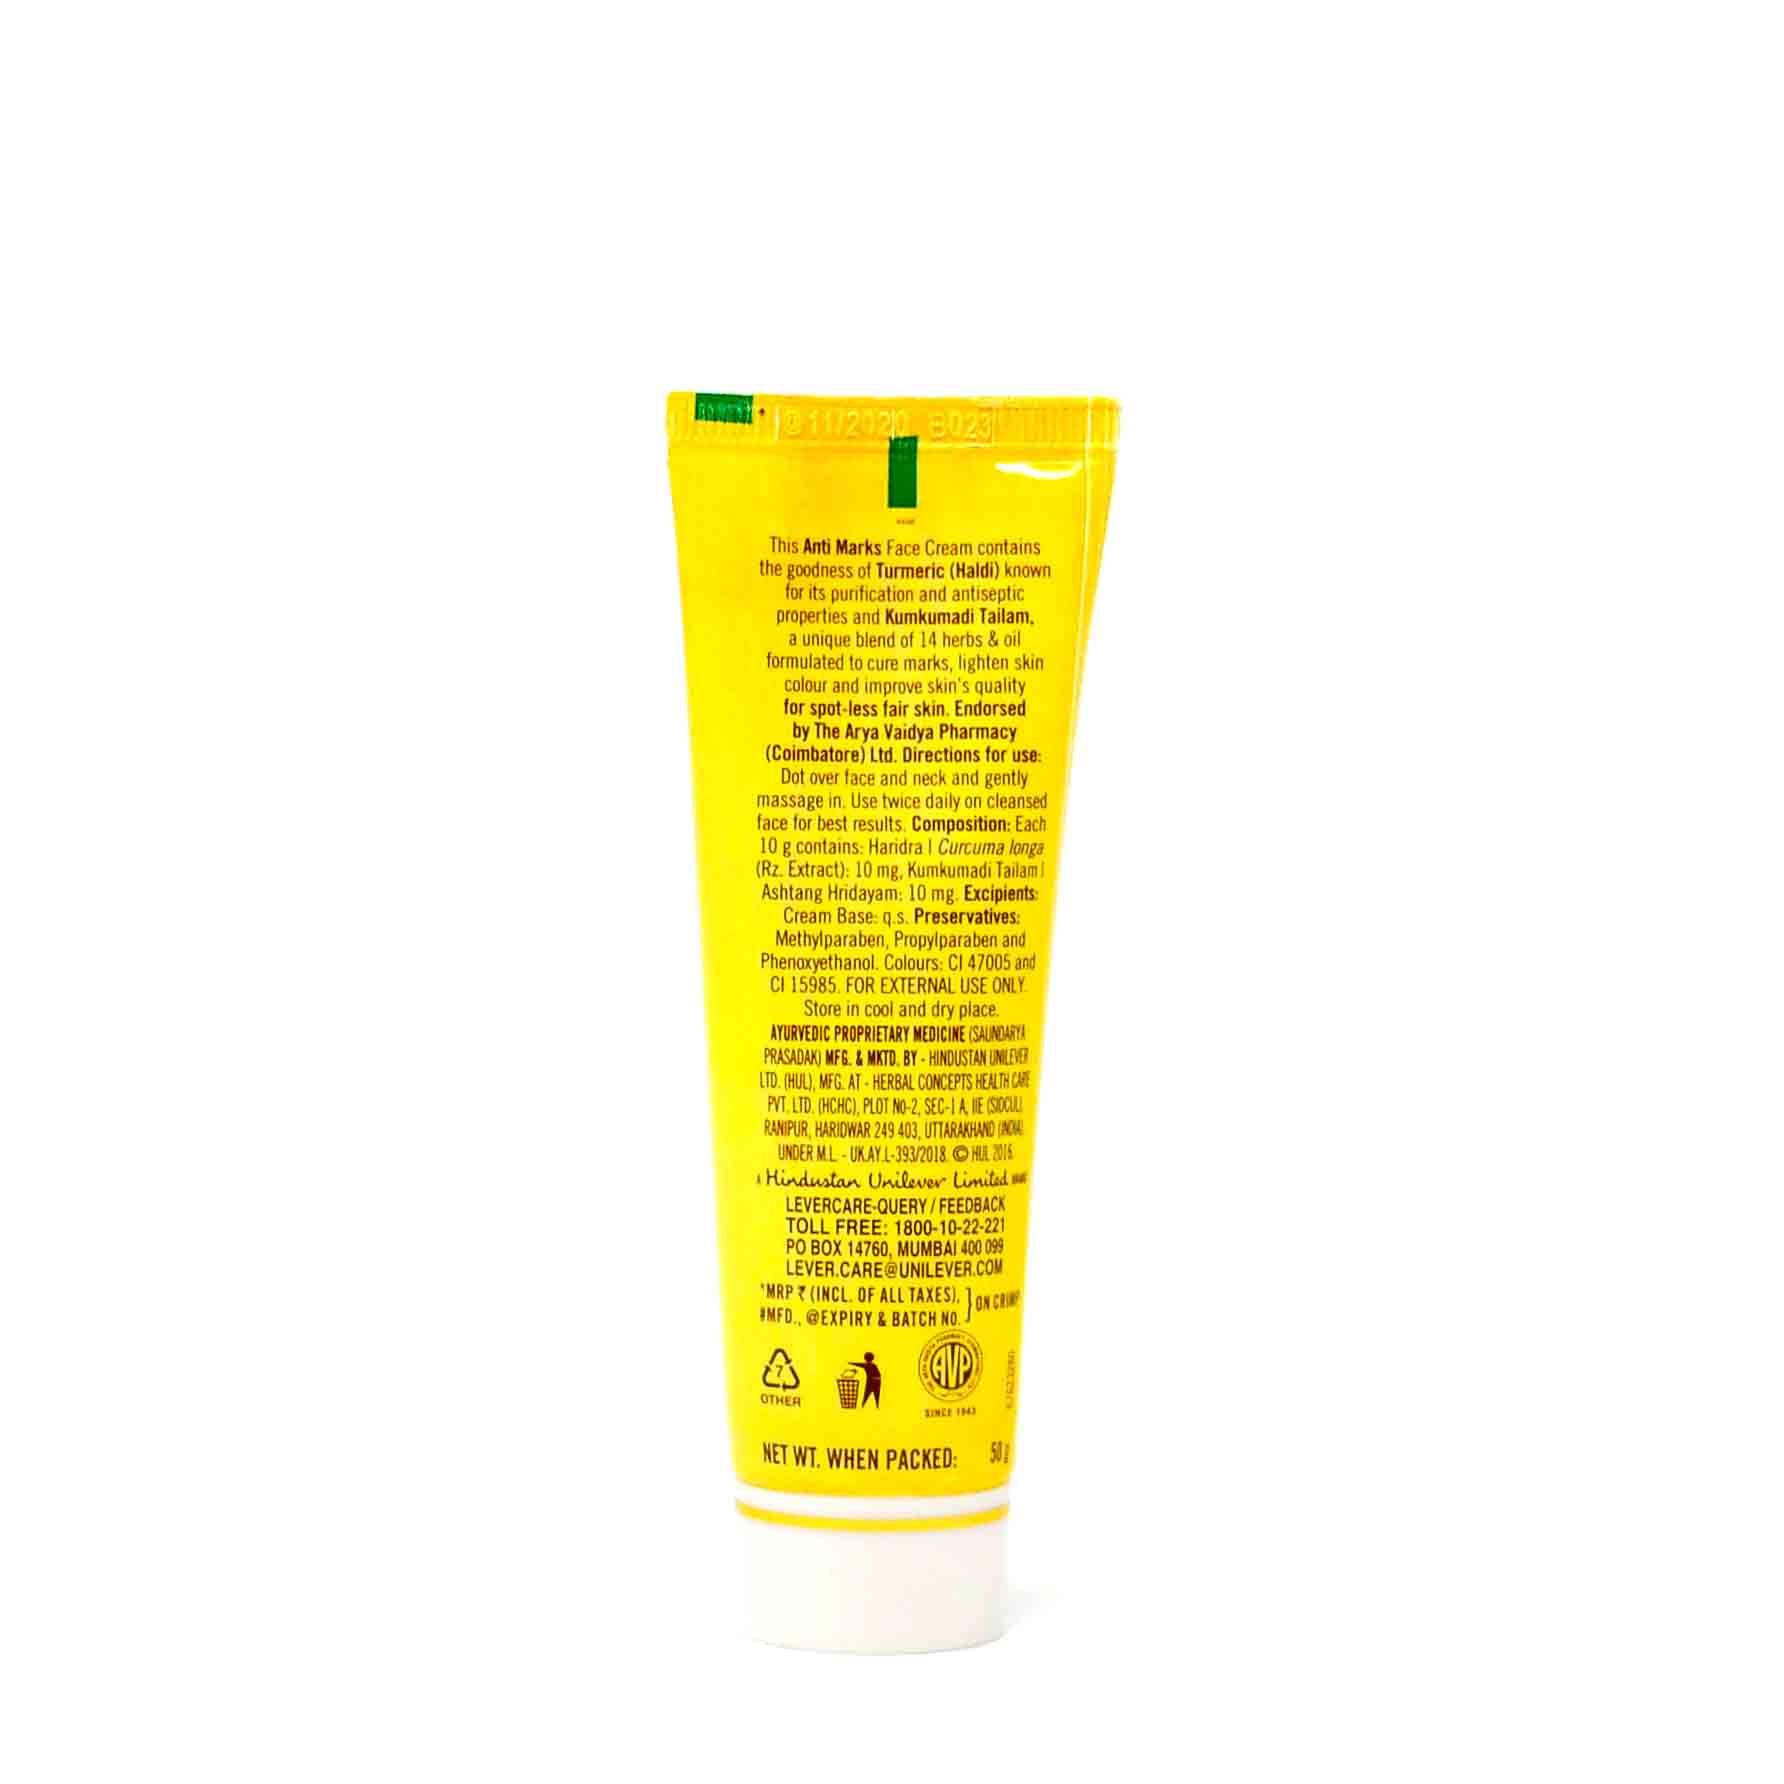 @11/2020 B023
This Anti Marks Face Cream contains
the goodness of Turmeric (Haldi) known
for its purification and antiseptic
properties and Kumkumadi Tailam,
a unique blend of 14 herbs & oil
formulated to cure marks, lighten skin
colour and improve skin's quality
for spot-less fair skin. Endorsed
by The Arya Vaidya Pharmacy
(Coimbatore) Ltd. Directions for use:
Dot over face and neck and gently
massage in. Use twice daily on cleansed
face for best results. Composition: Each
10 g contains: Haridra | Curcuma longa
(Rz. Extract): 10 mg, Kumkumadi Tailam |
Ashtang Hridayam: 10 mg. Excipients:
Cream Base: q.s. Preservatives:
Methylparaben, Propylparaben and
Phenoxyethanol. Colours: CI 47005 and
CI 15985. FOR EXTERNAL USE ONLY.
Store in cool and dry place.
AYURVEDIC PROPRIETARY MEDICINE (SAUNDARYA
PRASADAK) MFG. & MKTD. BY - HINDUSTAN UNILEVER
LTD. (HUL), MFG. AT - HERBAL CONCEPTS HEALTH CARE
PVT. LTD. (HCHC), PLOT No-2, SEC-1 A, IIE (SIDCUL),
RANIPUR, HARIDWAR 249 403, UTTARAKHAND (INDIA).
UNDER M.L. - UK.AY.L-393/2018. © HUL 2016.
A Hindustan Unilever Limited
LEVERCARE-QUERY / FEEDBACK
TOLL FREE: 1800-10-22-221
PO BOX 14760, MUMBAI 400 099
LEVER.CARE@UNILEVER.COM
*MRP ₹ (INCL. OF ALL TAXES),
#MFD., @EXPIRY & BATCH NO. } ON CRIMP
7
OTHER
AVP
SINCE 1943
NET WT. WHEN PACKED: 50 g